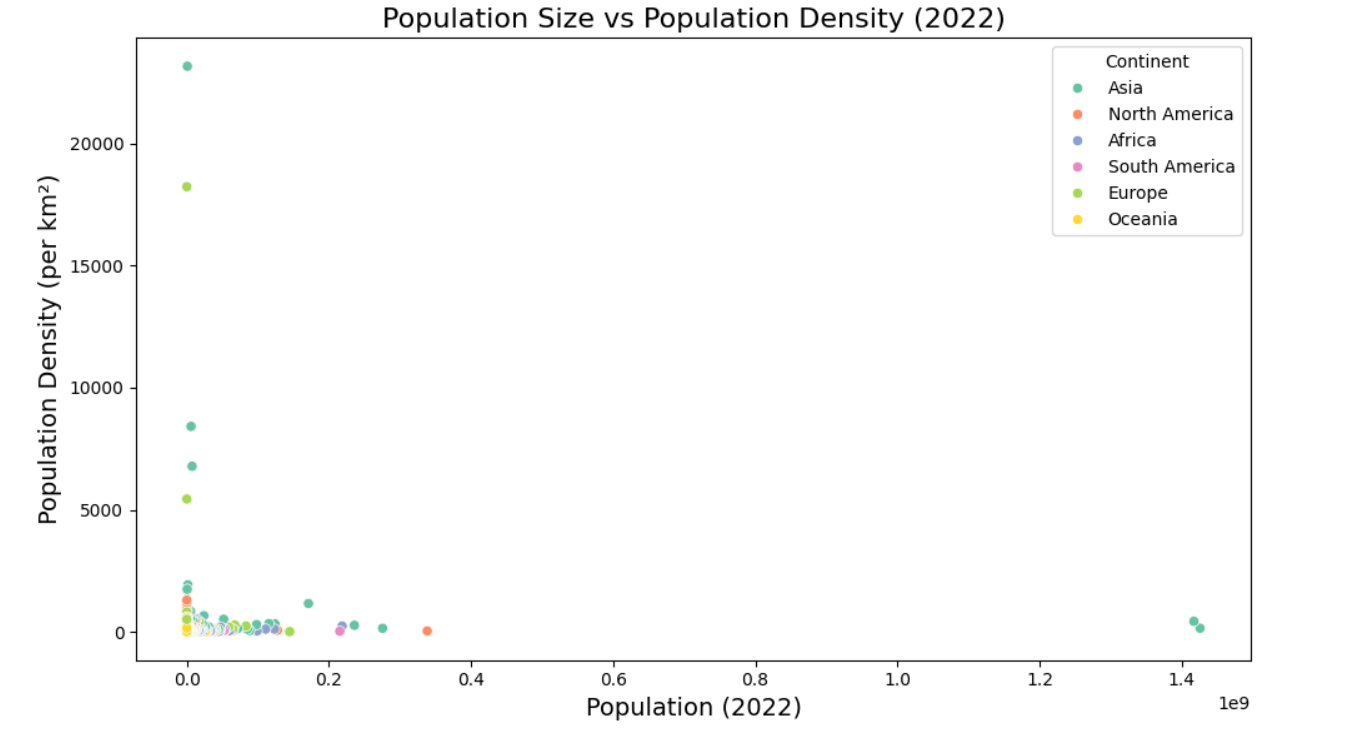 Population Size vs Population Density (2022)
Continent
Asia
North America
Africa
South America
Europe
Oceania
Population Density (per km²)
20000
15000
10000
5000
0
0.0 0.2 0.4 0.6 0.8 1.0 1.2 1.4
1e9
Population (2022)